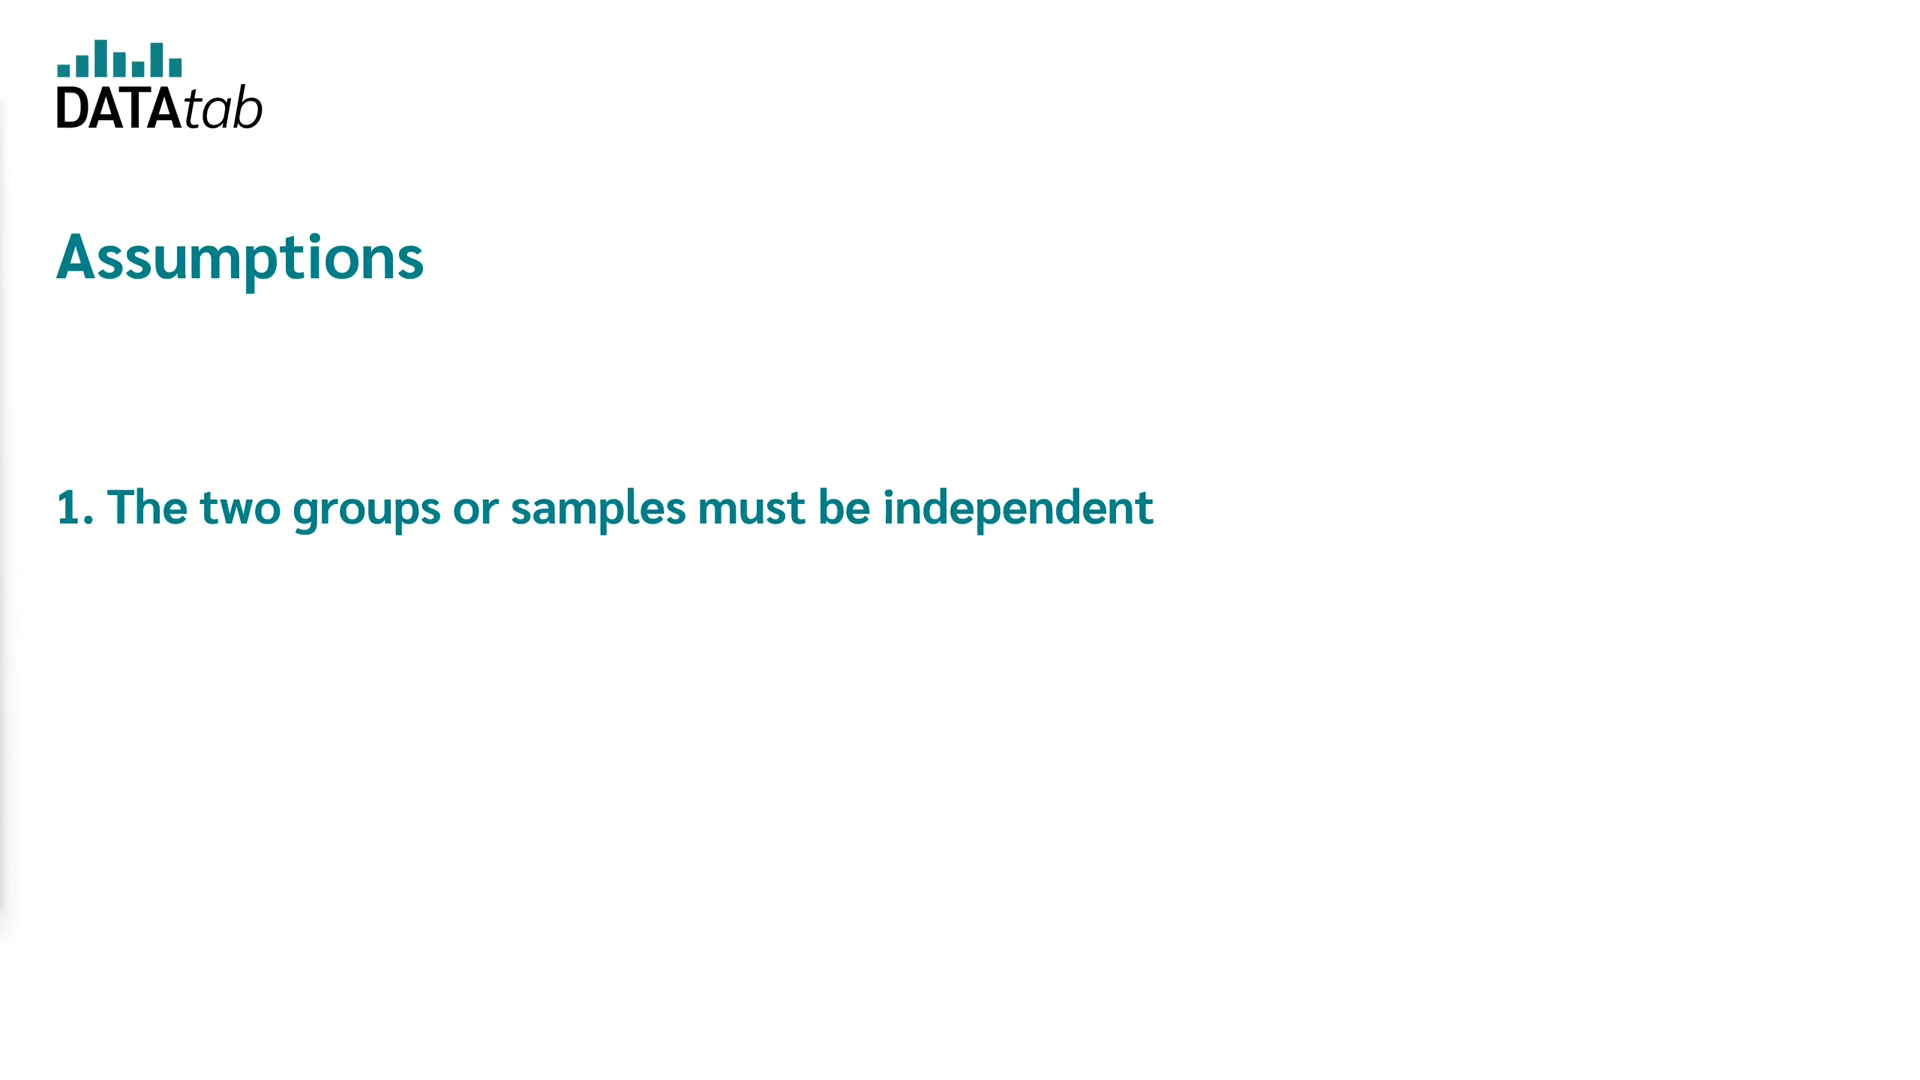 DATAtab
Assumptions
1. The two groups or samples must be independent